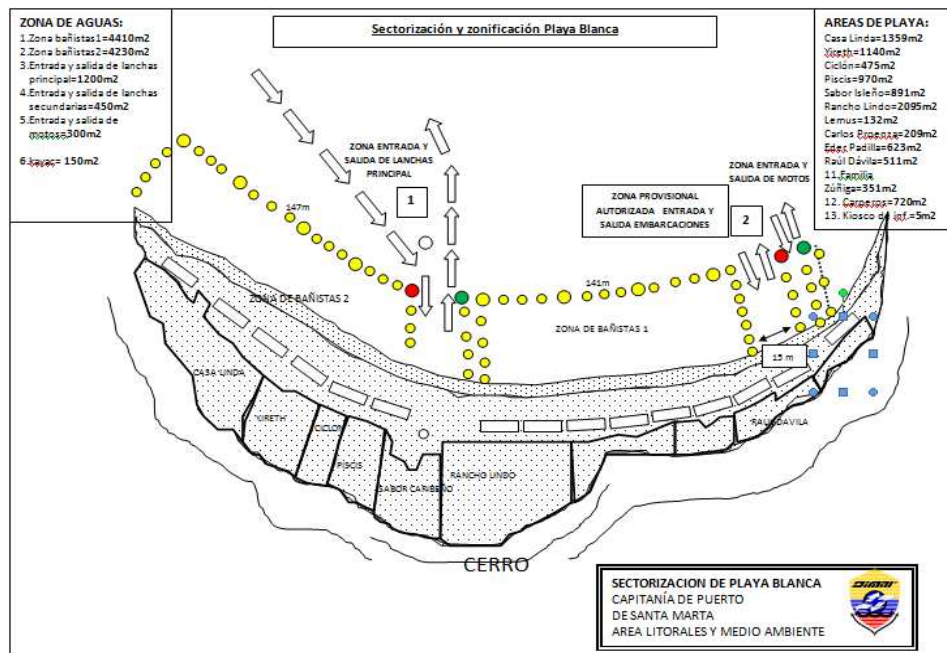 ZONA DE AGUAS:
1.Zona bañistas1=4410m2
2.Zona bañistas2=4230m2
3.Entrada y salida de lanchas
principal=1200m2
4.Entrada y salida de lanchas
secundarias=450m2
5.Entrada y salida de
motos=300m2
6.kayac= 150m2
Sectorización y zonificación Playa Blanca
AREAS DE PLAYA:
Casa Linda=1359m2
Yireth=1140m2
Ciclón=475m2
Piscis=970m2
Sabor Isleño=891m2
Rancho Lindo=2095m2
Lemus=132m2
Carlos Proenza=209m2
Eder Padilla=623m2
Raúl Dávila=511m2
11.Familia
Zúñiga=351m2
12. Carperos=720m2
13. Kiosco de inf.=5m2
ZONA ENTRADA Y
SALIDA DE LANCHAS
PRINCIPAL
1
ZONA ENTRADA Y
SALIDA DE MOTOS
ZONA PROVISIONAL
AUTORIZADA ENTRADA Y
SALIDA EMBARCACIONES
2
147m
141m
ZONA DE BAÑISTAS 2
ZONA DE BAÑISTAS 1
15 m
CASA LINDA
YIRETH
CICLON
PISCIS
SABOR CARIBEÑO
RANCHO LINDO
RAUL DAVILA
CERRO
SECTORIZACION DE PLAYA BLANCA
CAPITANÍA DE PUERTO
DE SANTA MARTA
AREA LITORALES Y MEDIO AMBIENTE
Dimar